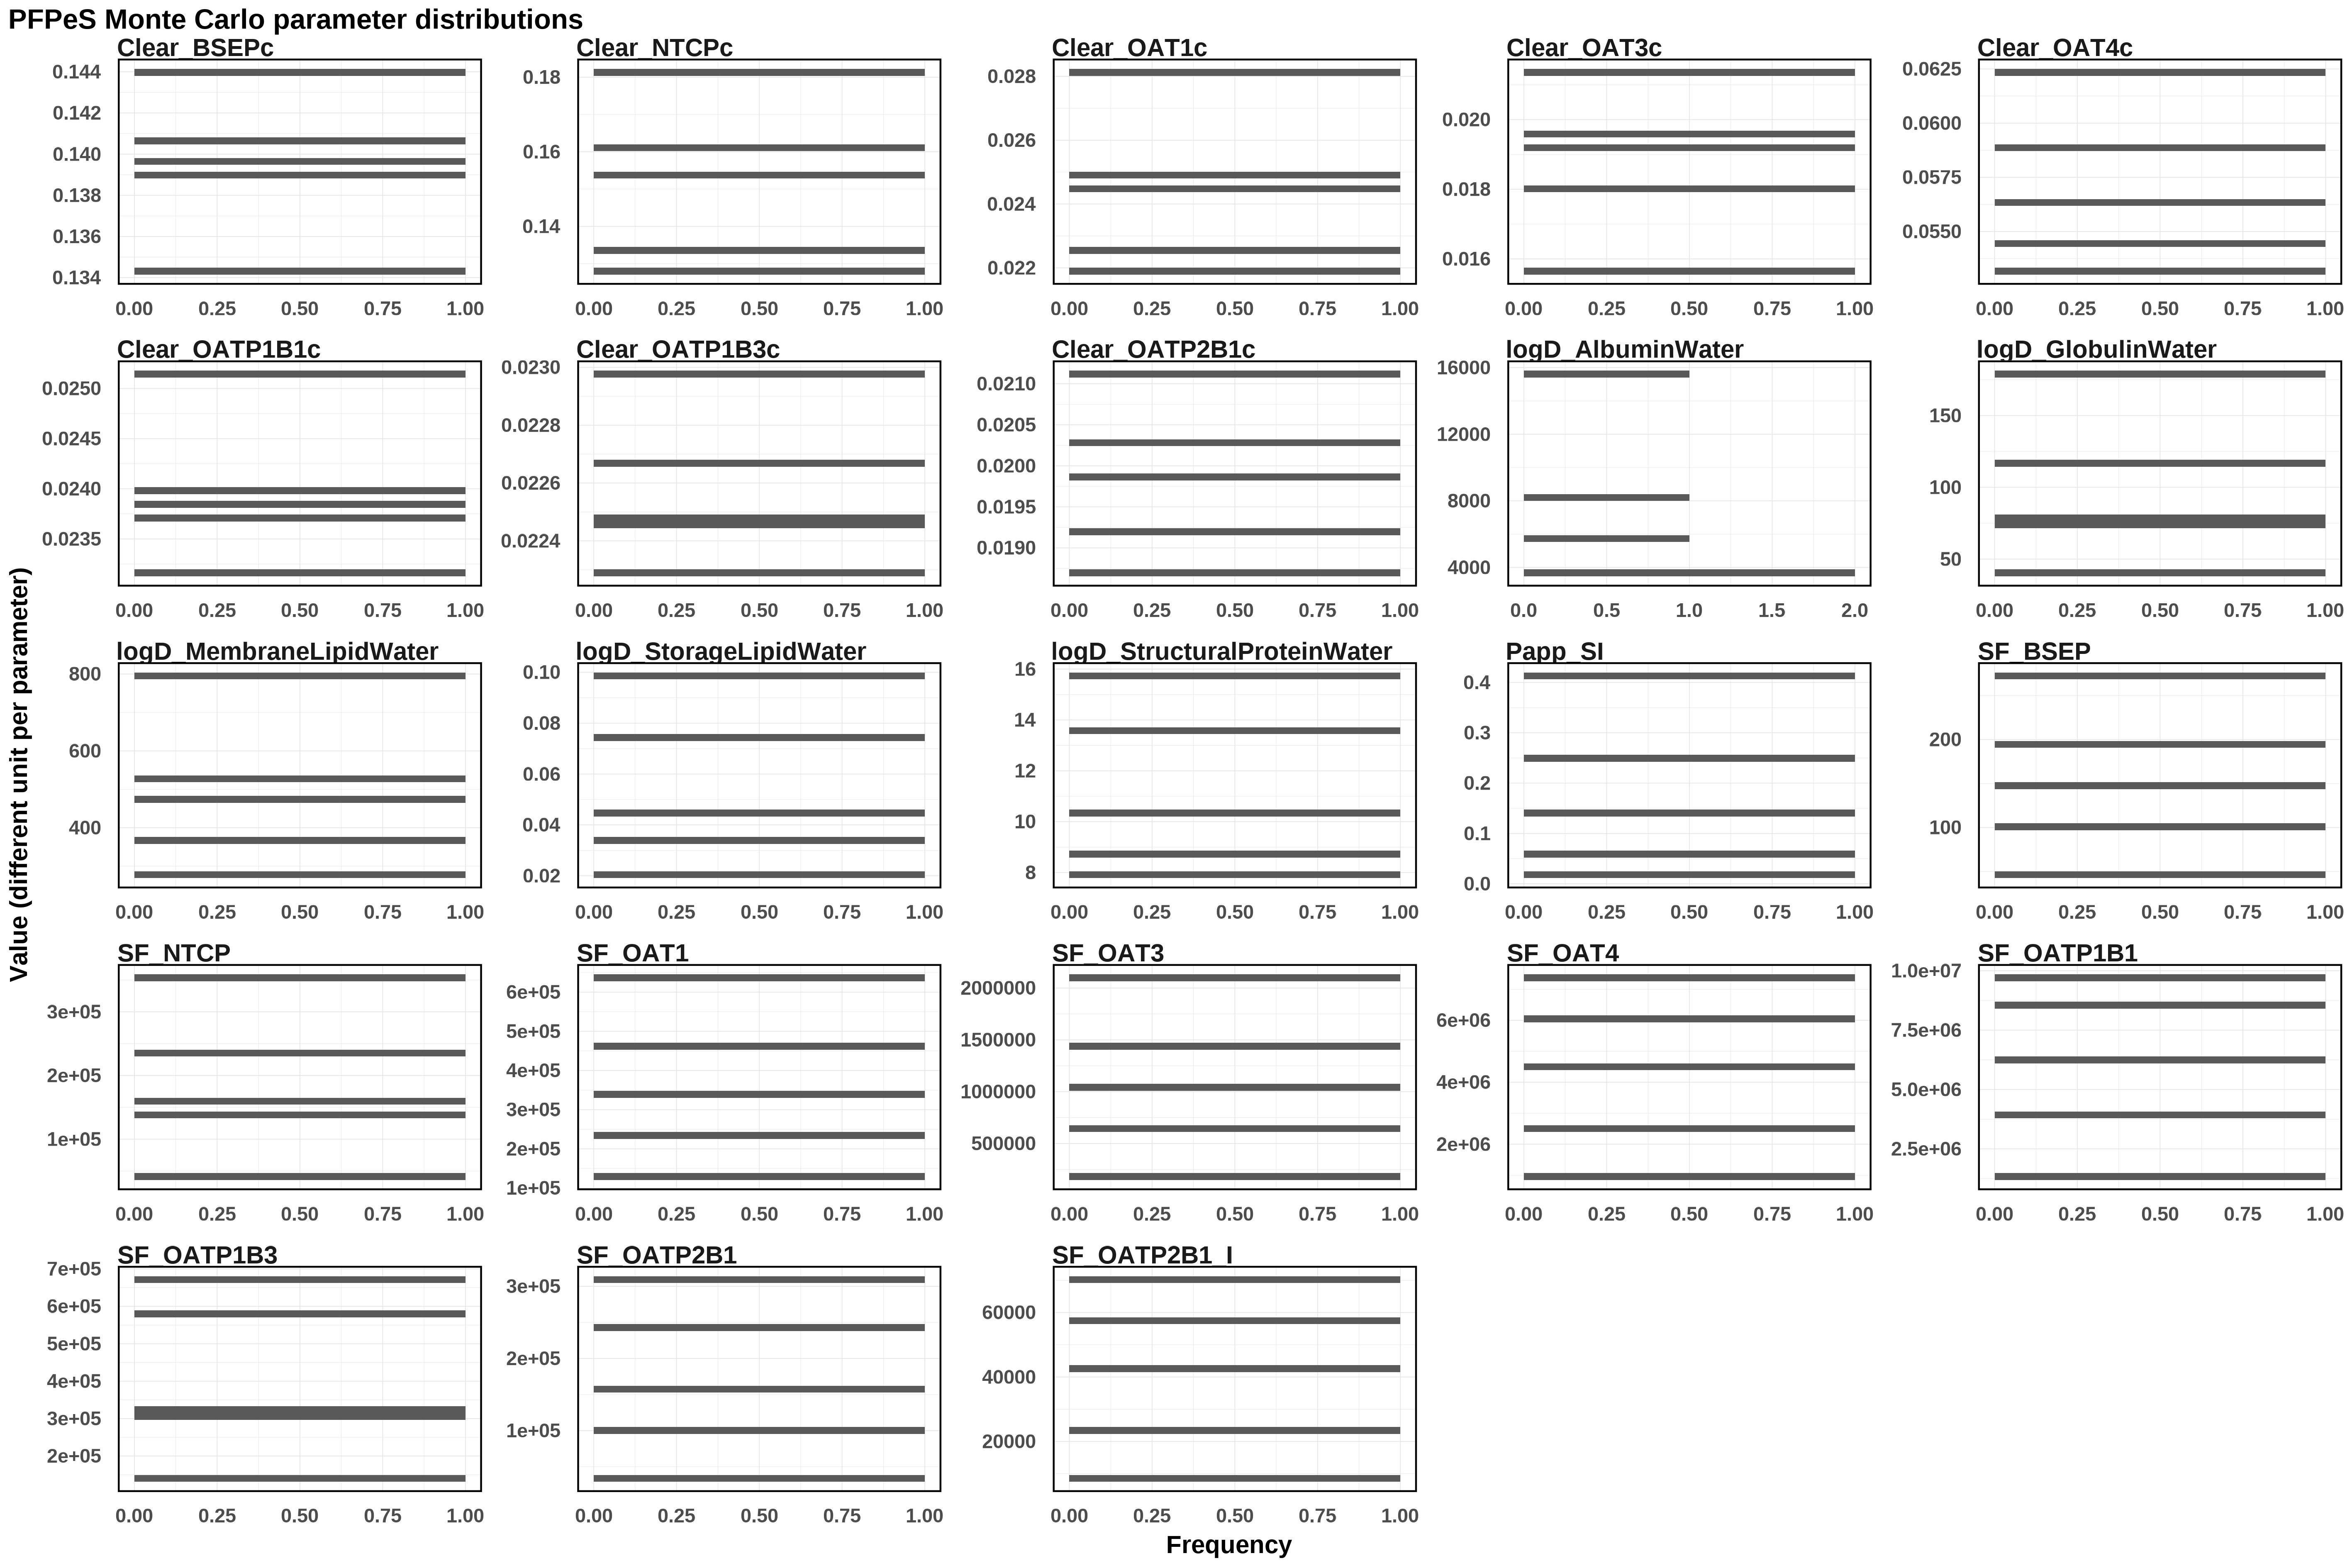 PFPeS Monte Carlo parameter distributions
Clear_BSEPc Clear_NTCPc Clear_OAT1c Clear_OAT3c Clear_OAT4c
0.144
0.142
0.140
0.138
0.136
0.134
0.00 0.25 0.50 0.75 1.00
0.18
0.16
0.14
0.00 0.25 0.50 0.75 1.00
0.028
0.026
0.024
0.022
0.00 0.25 0.50 0.75 1.00
0.020
0.018
0.016
0.00 0.25 0.50 0.75 1.00
0.0625
0.0600
0.0575
0.0550
0.00 0.25 0.50 0.75 1.00
Clear_OATP1B1c Clear_OATP1B3c Clear_OATP2B1c logD_AlbuminWater logD_GlobulinWater
0.0250
0.0245
0.0240
0.0235
0.00 0.25 0.50 0.75 1.00
0.0230
0.0228
0.0226
0.0224
0.00 0.25 0.50 0.75 1.00
0.0210
0.0205
0.0200
0.0195
0.0190
0.00 0.25 0.50 0.75 1.00
16000
12000
8000
4000
0.0 0.5 1.0 1.5 2.0
150
100
50
0.00 0.25 0.50 0.75 1.00
logD_MembraneLipidWater logD_StorageLipidWater logD_StructuralProteinWater Papp_SI SF_BSEP
800
600
400
0.00 0.25 0.50 0.75 1.00
0.10
0.08
0.06
0.04
0.02
0.00 0.25 0.50 0.75 1.00
16
14
12
10
8
0.00 0.25 0.50 0.75 1.00
0.4
0.3
0.2
0.1
0.0
0.00 0.25 0.50 0.75 1.00
200
100
0.00 0.25 0.50 0.75 1.00
SF_NTCP SF_OAT1 SF_OAT3 SF_OAT4 SF_OATP1B1
3e+05
2e+05
1e+05
0.00 0.25 0.50 0.75 1.00
6e+05
5e+05
4e+05
3e+05
2e+05
1e+05
0.00 0.25 0.50 0.75 1.00
2000000
1500000
1000000
500000
0.00 0.25 0.50 0.75 1.00
6e+06
4e+06
2e+06
0.00 0.25 0.50 0.75 1.00
1.0e+07
7.5e+06
5.0e+06
2.5e+06
0.00 0.25 0.50 0.75 1.00
SF_OATP1B3 SF_OATP2B1 SF_OATP2B1_I
7e+05
6e+05
5e+05
4e+05
3e+05
2e+05
0.00 0.25 0.50 0.75 1.00
3e+05
2e+05
1e+05
0.00 0.25 0.50 0.75 1.00
60000
40000
20000
0.00 0.25 0.50 0.75 1.00
Value (different unit per parameter)
Frequency